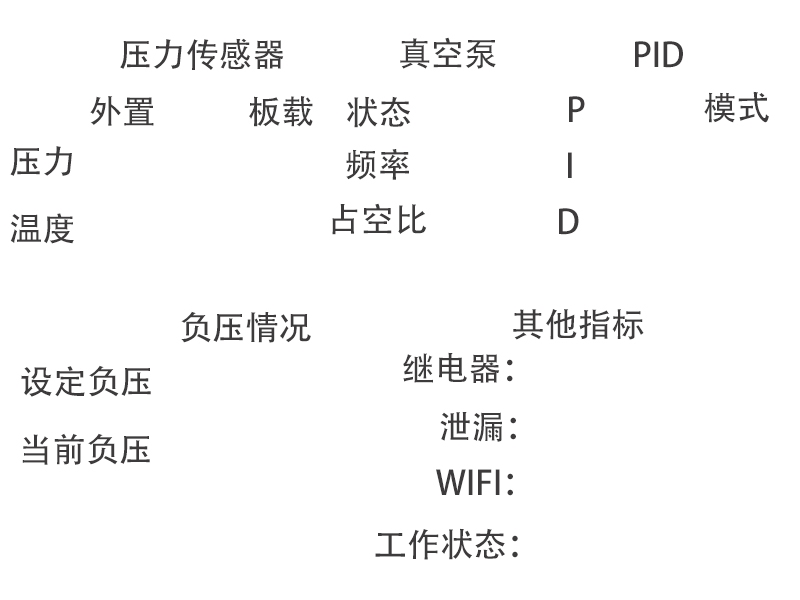 压力传感器 真空泵 PID
外置 板载 状态 P 模式
压力 频率 I
温度 占空比 D
负压情况 其他指标
设定负压 继电器：
当前负压 泄漏：
WIFI：
工作状态：